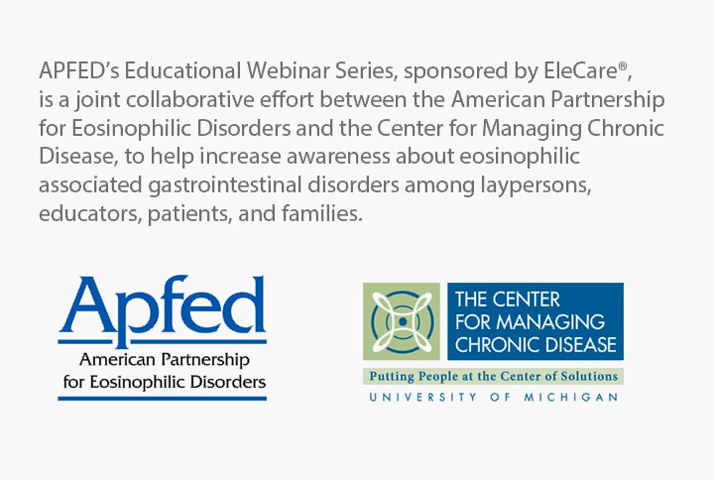 APFED's Educational Webinar Series, sponsored by EleCare®,
is a joint collaborative effort between the American Partnership
for Eosinophilic Disorders and the Center for Managing Chronic
Disease, to help increase awareness about eosinophilic
associated gastrointestinal disorders among laypersons,
educators, patients, and families.
Apfed
American Partnership
for Eosinophilic Disorders
THE CENTER
FOR MANAGING
CHRONIC DISEASE
Putting People at the Center of Solutions
UNIVERSITY OF MICHIGAN